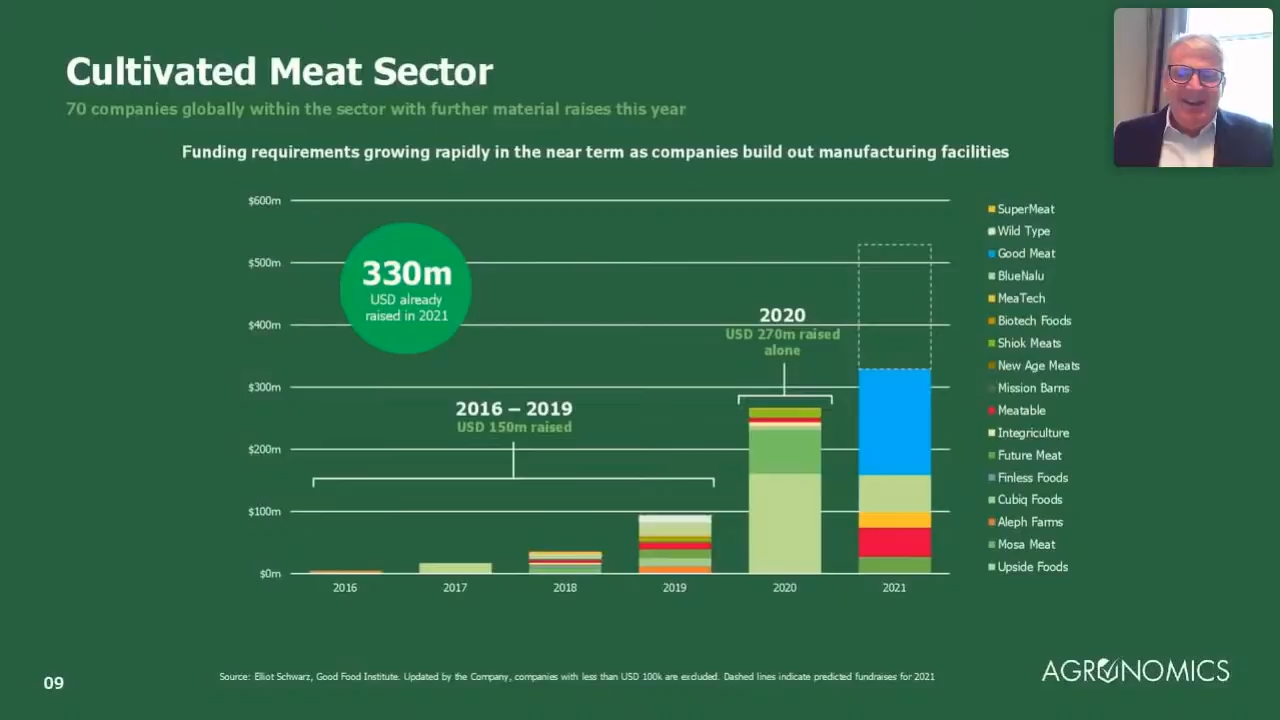 Cultivated Meat Sector
70 companies globally within the sector with further material raises this year
Funding requirements growing rapidly in the near term as companies build out manufacturing facilities
$600m
$500m
$400m
$300m
$200m
$100m
$0m
330m
USD already
raised in 2021
2016 – 2019
USD 150m raised
2020
USD 270m raised
alone
2016
2017
2018
2019
2020
2021
SuperMeat
Wild Type
Good Meat
BlueNalu
MeaTech
Biotech Foods
Shiok Meats
New Age Meats
Mission Barns
Meatable
Integriculture
Future Meat
Finless Foods
Cubiq Foods
Aleph Farms
Mosa Meat
Upside Foods
09
Source: Elliot Schwarz, Good Food Institute. Updated by the Company, companies with less than USD 100k are excluded. Dashed lines indicate predicted fundraises for 2021
AGRONOMICS